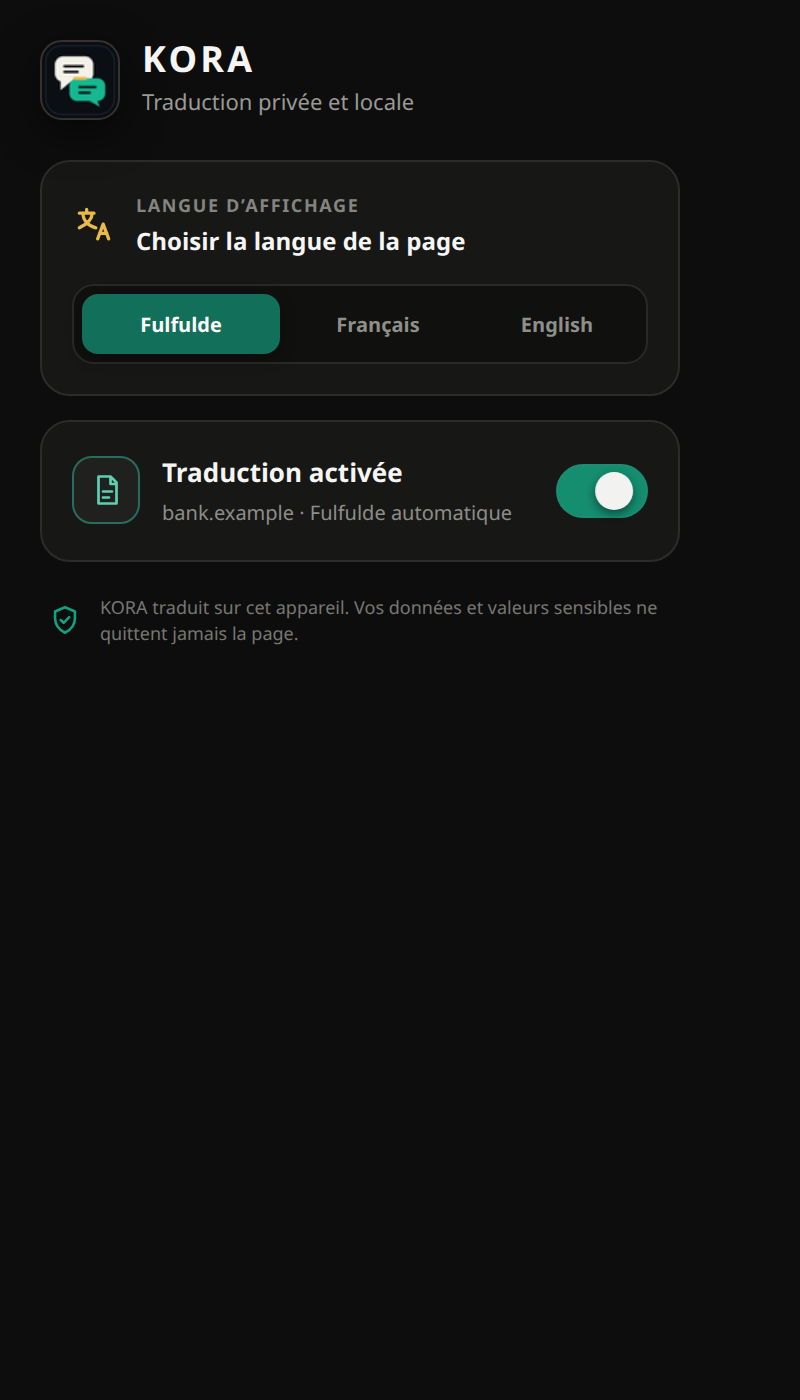 KORA
Traduction privée et locale
LANGUE D’AFFICHAGE
Choisir la langue de la page
Fulfulde
Français
English
Traduction activée
bank.example · Fulfulde automatique
KORA traduit sur cet appareil. Vos données et valeurs sensibles ne
quittent jamais la page.